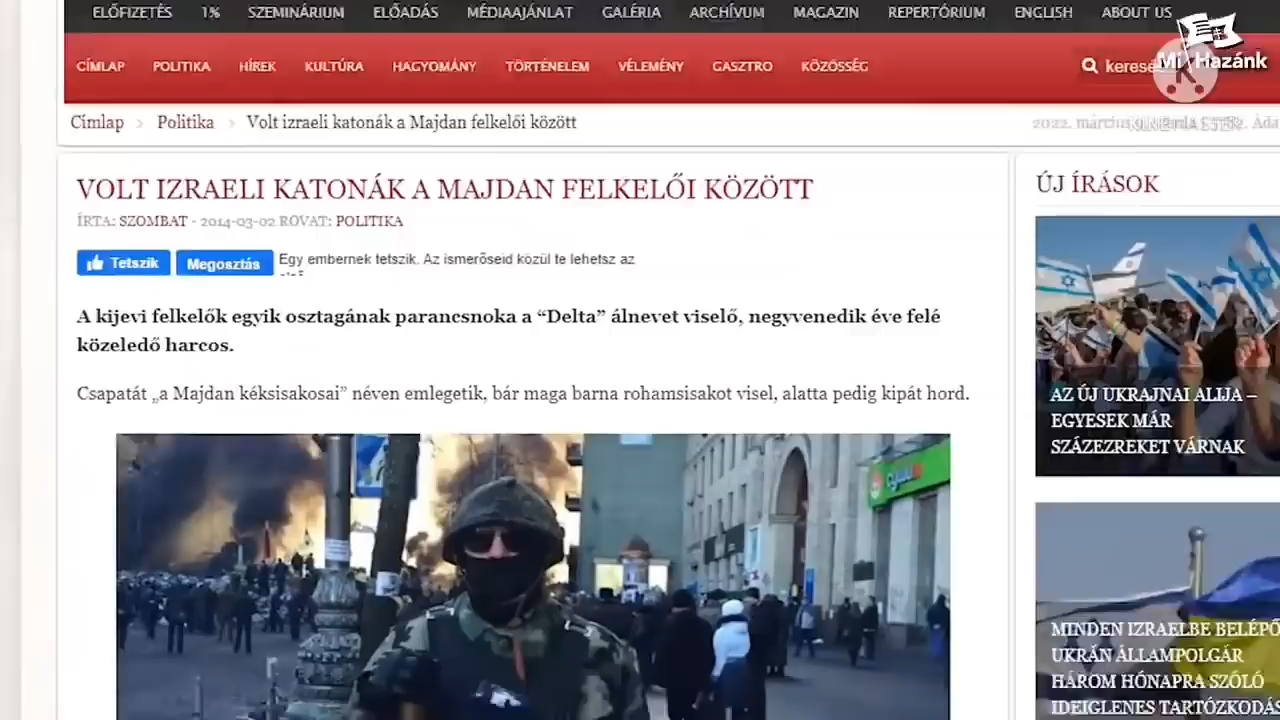 ELŐFIZETÉS 1% SZEMINÁRIUM ELŐADÁS MÉDIAAJÁNLAT GALÉRIA ARCHÍVUM MAGAZIN REPERTÓRIUM ENGLISH ABOUT US
Mi Hazánk
CÍMLAP POLITIKA HÍREK KULTÚRA HAGYOMÁNY TÖRTÉNELEM VÉLEMÉNY GASZTRO KÖZÖSSÉG
Címlap Politika Volt izraeli katonák a Majdan felkelői között
2022.
VOLT IZRAELI KATONÁK A MAJDAN FELKELŐI KÖZÖTT
ÍRTA: SZOMBAT - 2014-03-02 ROVAT: POLITIKA
Tetszik Megosztás Egy embernek tetszik. Az ismerőseid közül te lehetsz az
A kijevi felkelők egyik osztagának parancsnoka a “Delta” álnevet viselő, negyvenedik éve felé
közeledő harcos.
Csapatát „a Majdan kéksisakosai” néven emlegetik, bár maga barna rohamsisakot visel, alatta pedig kipát hord.
ÚJ ÍRÁSOK
AZ ÚJ UKRAJNAI ALIJA –
EGYESEK MÁR
SZÁZEZREKET VÁRNAK
MINDEN IZRAELBE BELÉPŐ
UKRÁN ÁLLAMPOLGÁR
HÁROM HÓNAPRA SZÓLÓ
IDEIGLENES TARTÓZKODÁS